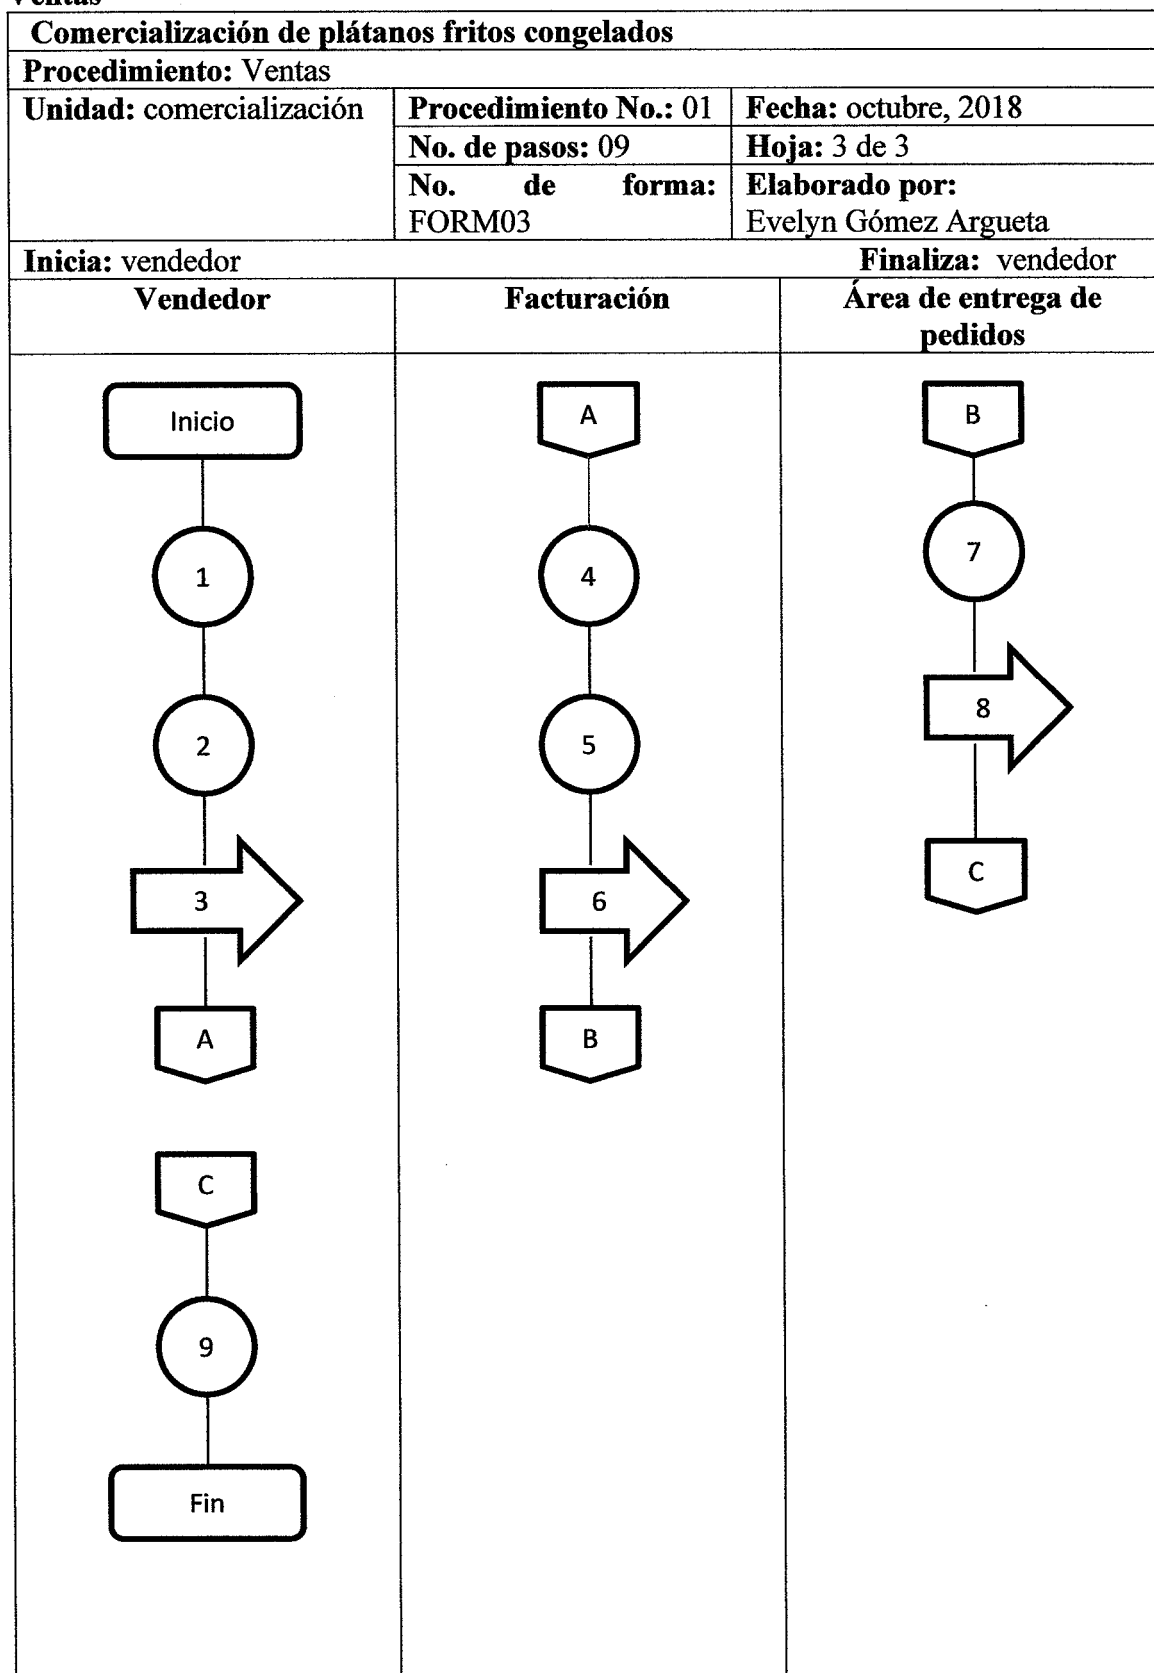 Ventas
Comercialización de plátanos fritos congelados
Procedimiento: Ventas
Unidad: comercialización
Procedimiento No.: 01
Fecha: octubre, 2018
No. de pasos: 09
Hoja: 3 de 3
No. de forma:
FORM03
Elaborado por:
Evelyn Gómez Argueta
Inicia: vendedor
Finaliza: vendedor
Vendedor
Facturación
Área de entrega de
pedidos
Inicio
1
2
3
A
C
9
Fin
A
4
5
6
B
B
7
8
C